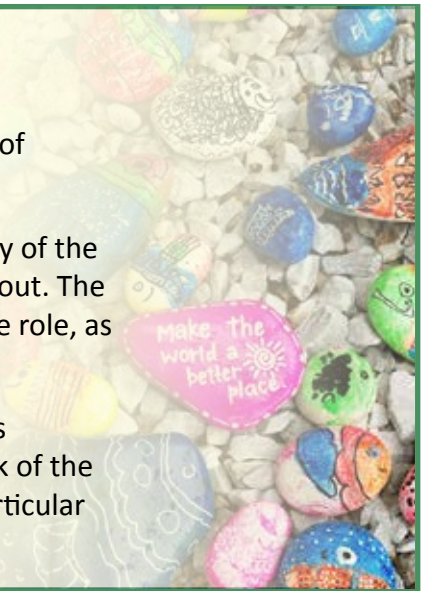 of
y of the
out. The
e role, as
s
k of the
rticular
make the
world a
better
place